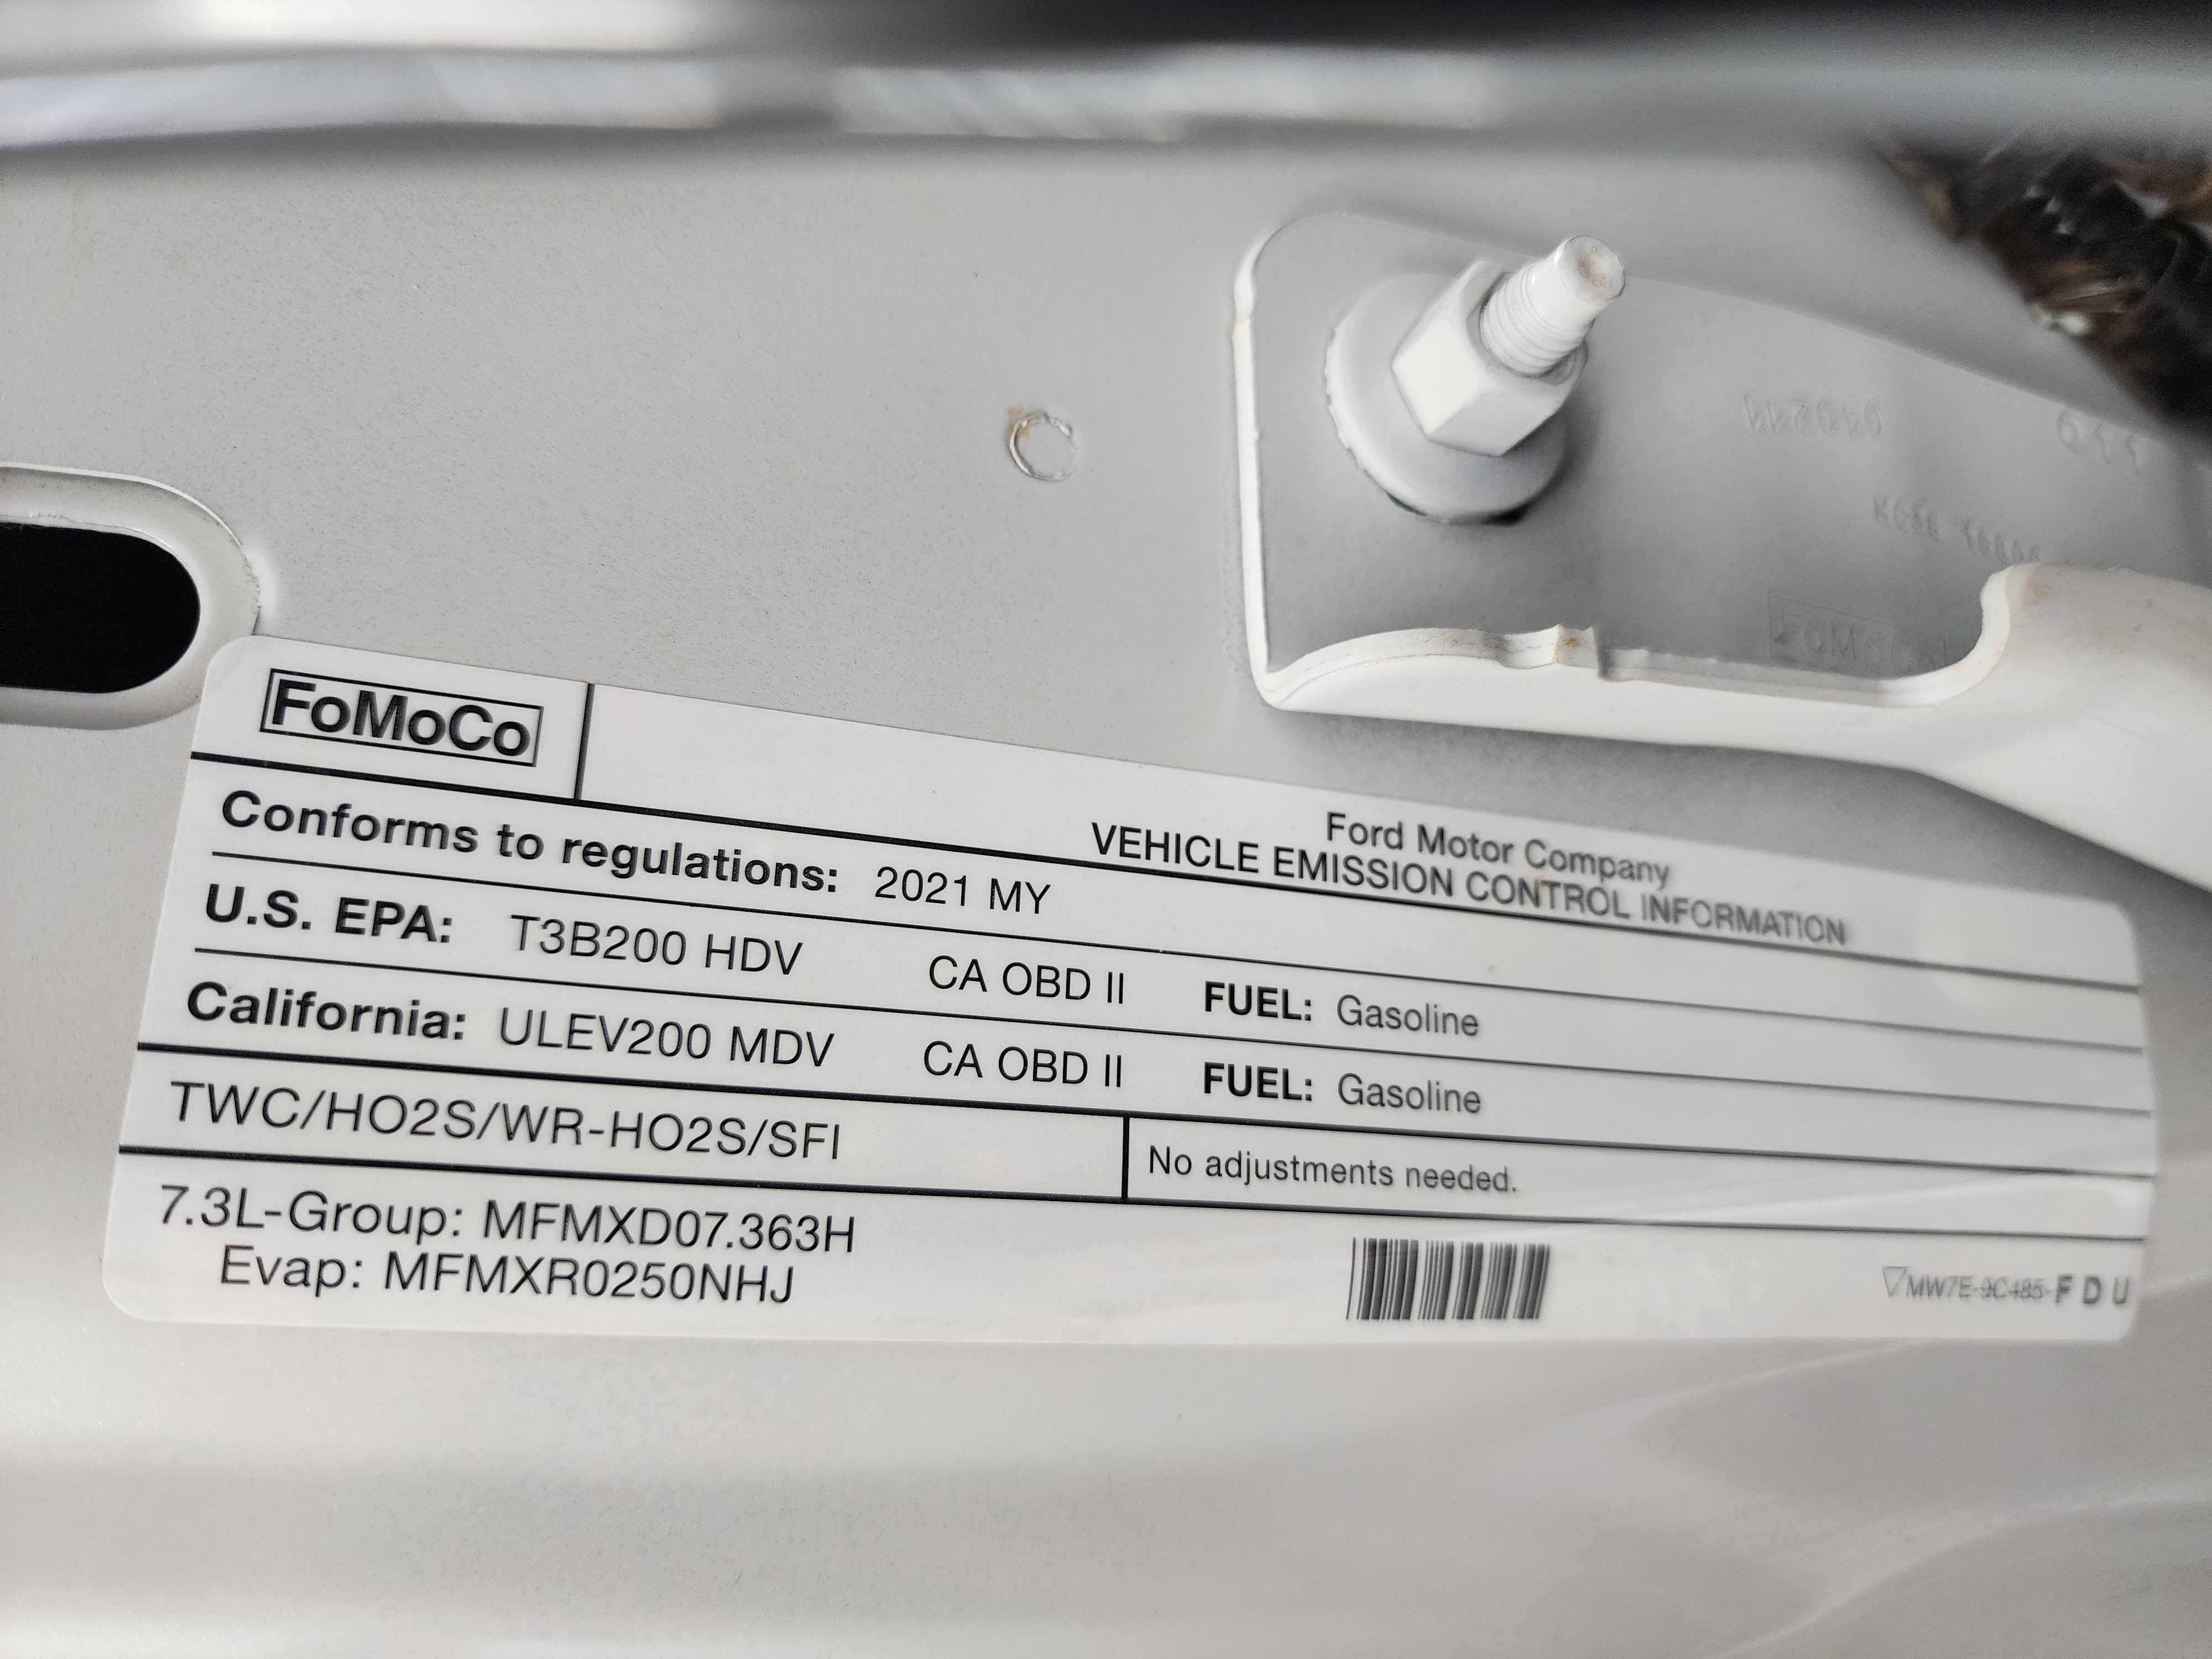 FoMoCo
Ford Motor Company
VEHICLE EMISSION CONTROL INFORMATION
Conforms to regulations: 2021 MY
U.S. EPA: T3B200 HDV CA OBD II FUEL: Gasoline
California: ULEV200 MDV CA OBD II FUEL: Gasoline
TWC/HO2S/WR-HO2S/SFI
No adjustments needed.
7.3L-Group: MFMXD07.363H
Evap: MFMXR0250NHJ
MW7E-9C485-FDU
FoMoCo